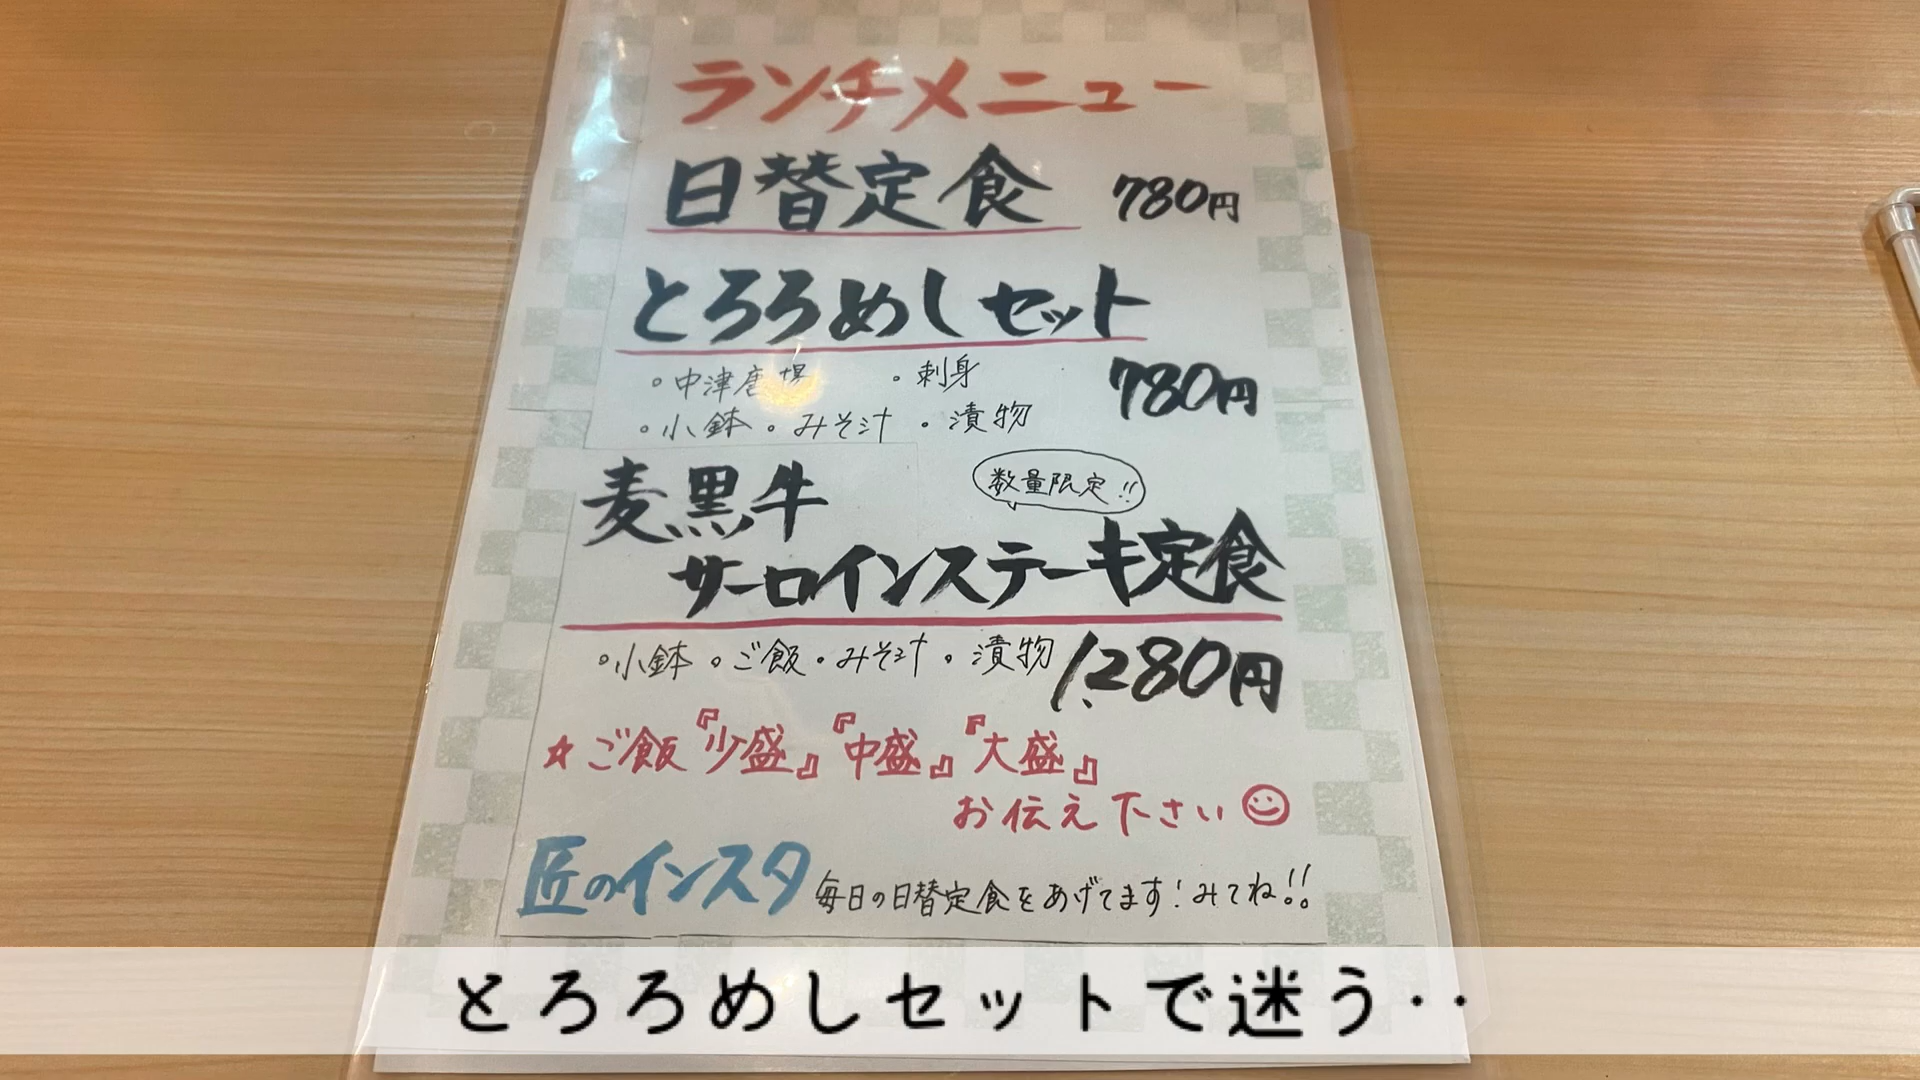 ランチメニュー
日替定食 780円
とろろめしセット
・中津唐揚 ・刺身 780円
・小鉢・みそ汁・漬物
麦黒牛 数量限定!!
サーロインステーキ定食
・小鉢・ご飯・みそ汁・漬物 1,280円
☆ご飯『少盛』『中盛』『大盛』
お伝え下さい
匠のインスタ 毎日の日替定食をあげてます!みてね!!
とろろめしセットで迷う‥